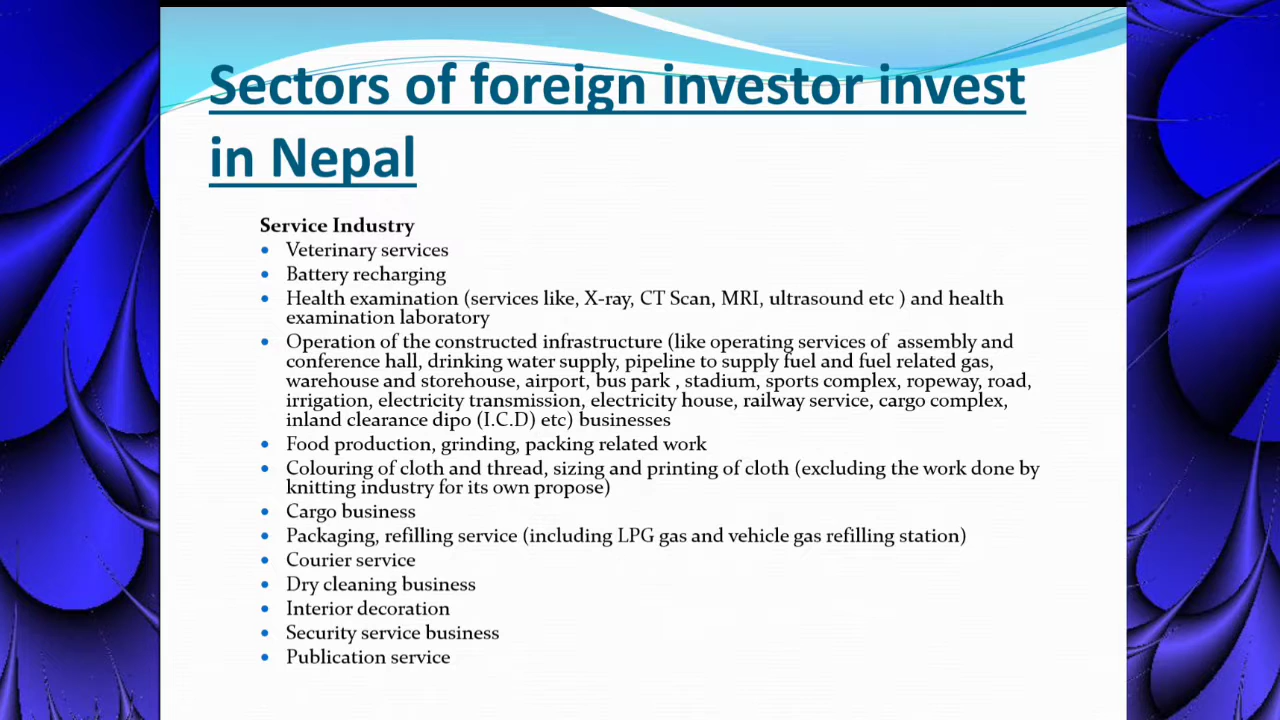 Sectors of foreign investor invest
in Nepal
Service Industry
• Veterinary services
• Battery recharging
• Health examination (services like, X-ray, CT Scan, MRI, ultrasound etc ) and health
examination laboratory
• Operation of the constructed infrastructure (like operating services of  assembly and
conference hall, drinking water supply, pipeline to supply fuel and fuel related gas,
warehouse and storehouse, airport, bus park , stadium, sports complex, ropeway, road,
irrigation, electricity transmission, electricity house, railway service, cargo complex,
inland clearance dipo (I.C.D) etc) businesses
• Food production, grinding, packing related work
• Colouring of cloth and thread, sizing and printing of cloth (excluding the work done by
knitting industry for its own propose)
• Cargo business
• Packaging, refilling service (including LPG gas and vehicle gas refilling station)
• Courier service
• Dry cleaning business
• Interior decoration
• Security service business
• Publication service